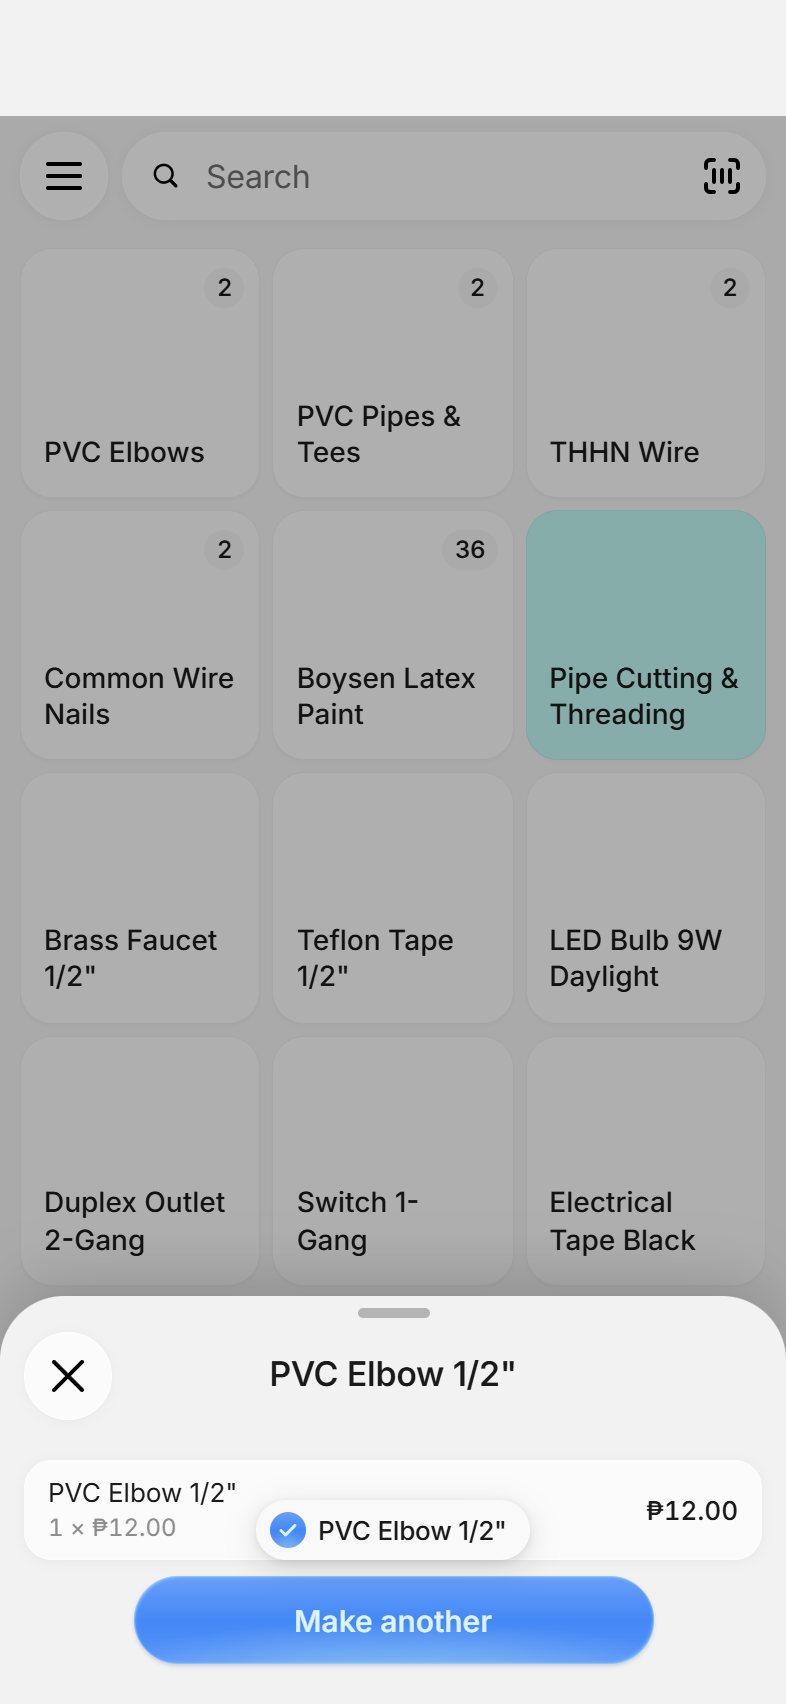 Search
2
2
2
PVC Elbows
PVC Pipes &
Tees
THHN Wire
2
36
Common Wire
Nails
Boysen Latex
Paint
Pipe Cutting &
Threading
Brass Faucet
1/2"
Teflon Tape
1/2"
LED Bulb 9W
Daylight
Duplex Outlet
2-Gang
Switch 1-
Gang
Electrical
Tape Black
PVC Elbow 1/2"
PVC Elbow 1/2"
1 × ₱12.00
₱12.00
PVC Elbow 1/2"
Make another